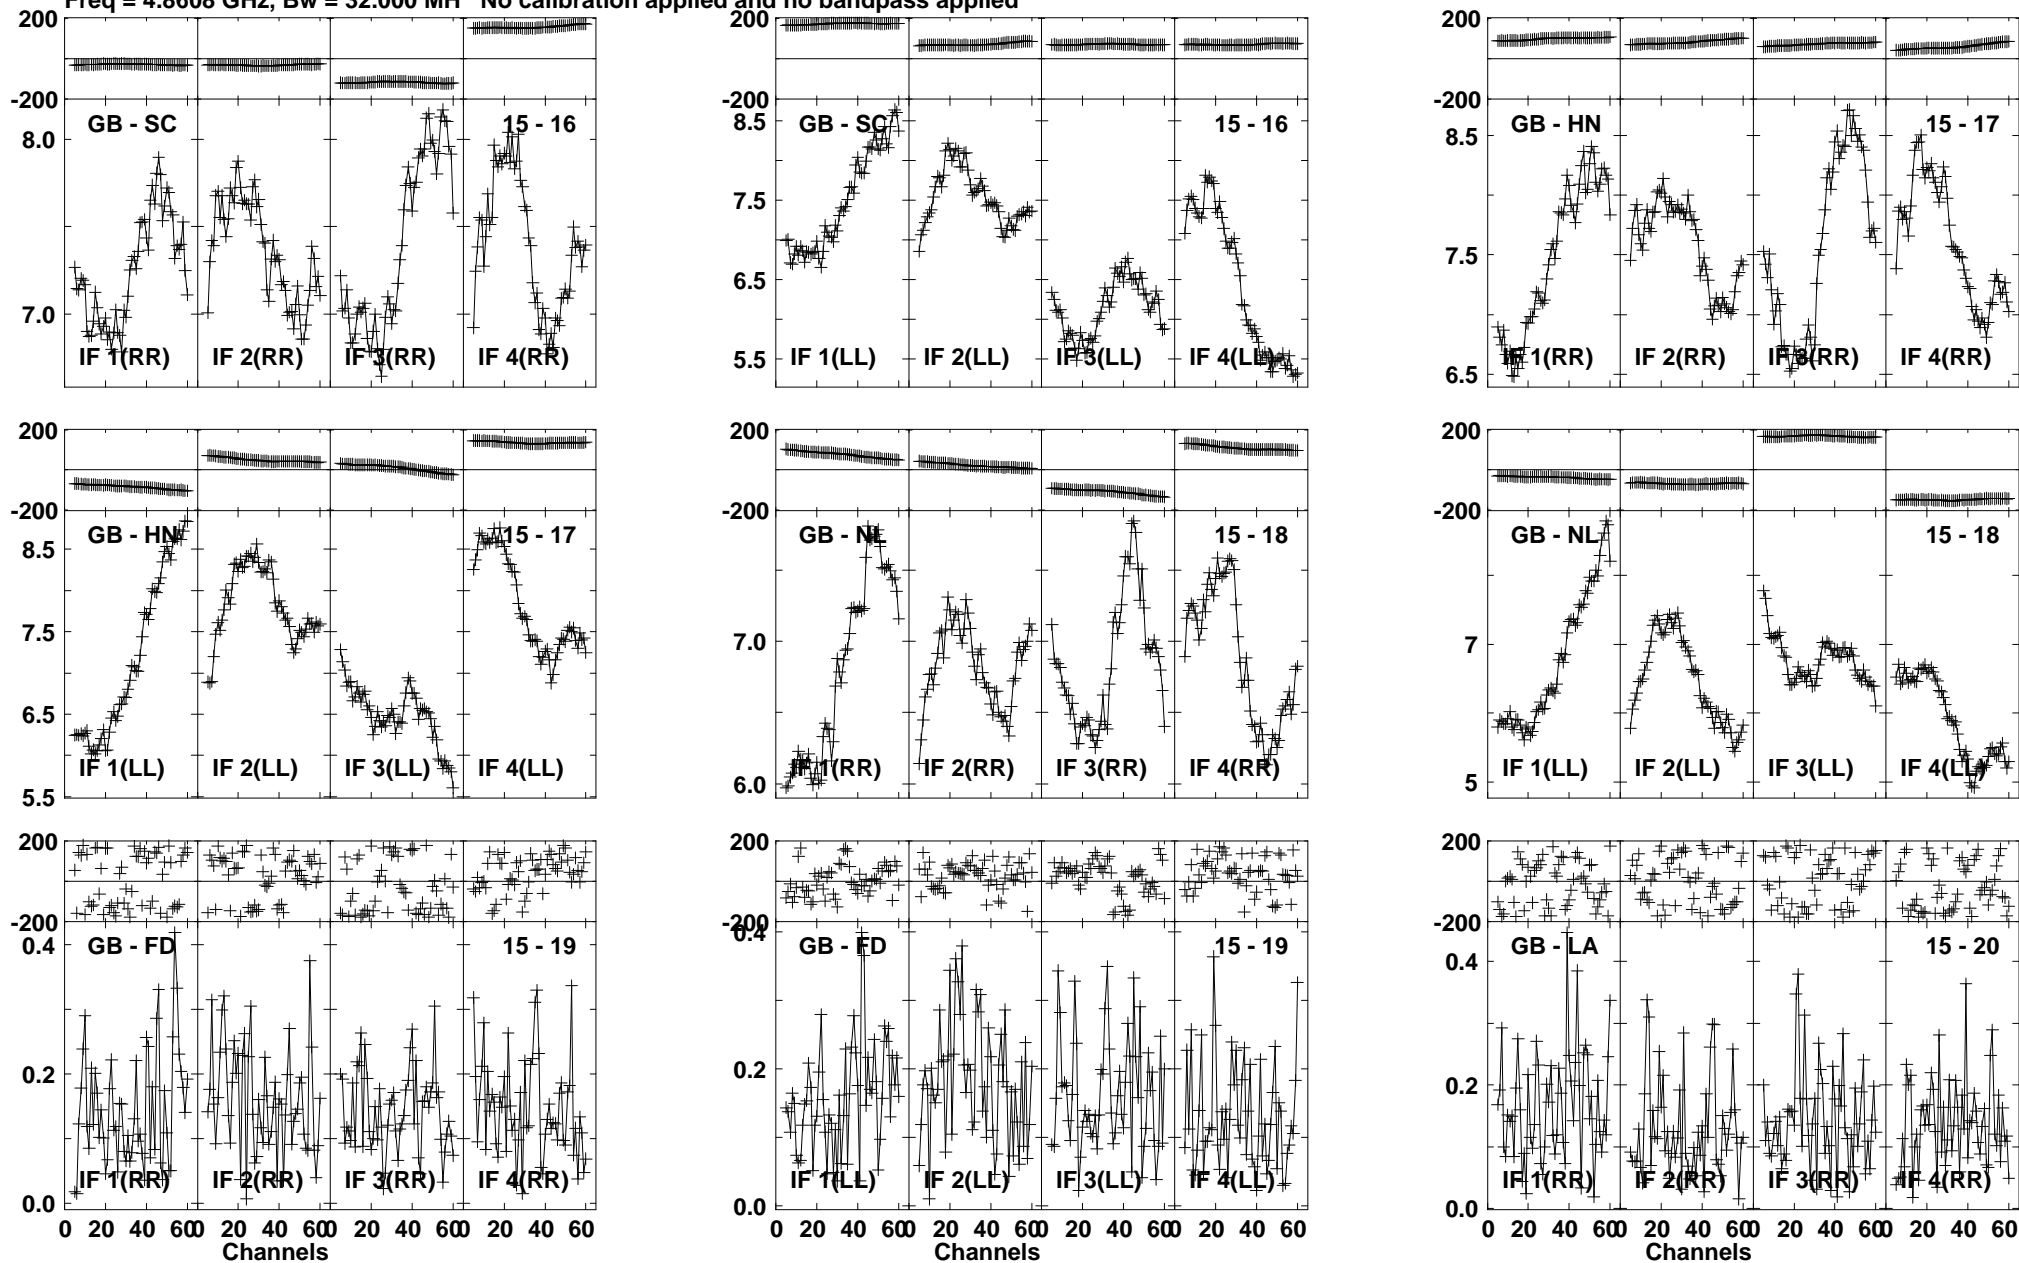 Freq = 4.8608 GHz, Bw = 32.000 MH No calibration applied and no bandpass applied
200 200 200
-200 -200 -200
GB - SC 15 - 16 GB - SC 15 - 16 GB - HN 15 - 17
8.0 8.5 8.5
7.5 7.5
7.0 6.5
5.5 6.5
IF 1(RR) IF 2(RR) IF 3(RR) IF 4(RR) IF 1(LL) IF 2(LL) IF 3(LL) IF 4(LL) IF 1(RR) IF 2(RR) IF 3(RR) IF 4(RR)
200 200 200
-200 -200 -200
GB - HN 15 - 17 GB - NL 15 - 18 GB - NL 15 - 18
8.5
7.5 7.0 7
6.5
IF 1(LL) IF 2(LL) IF 3(LL) IF 4(LL) IF 1(RR) IF 2(RR) IF 3(RR) IF 4(RR) IF 1(LL) IF 2(LL) IF 3(LL) IF 4(LL)
5.5 6.0 5
200 200 200
-200 -200 -200
GB - FD 15 - 19 GB - FD 15 - 19 GB - LA 15 - 20
0.4 0.4 0.4
0.2 0.2 0.2
IF 1(RR) IF 2(RR) IF 3(RR) IF 4(RR) IF 1(LL) IF 2(LL) IF 3(LL) IF 4(LL) IF 1(RR) IF 2(RR) IF 3(RR) IF 4(RR)
0.0 0.0 0.0
0 20 40 60 0 20 40 60 0 20 40 60 0 20 40 60 0 20 40 60 0 20 40 60 0 20 40 60 0 20 40 60 0 20 40 60 0 20 40 60 0 20 40 60 0 20 40 60
Channels Channels Channels